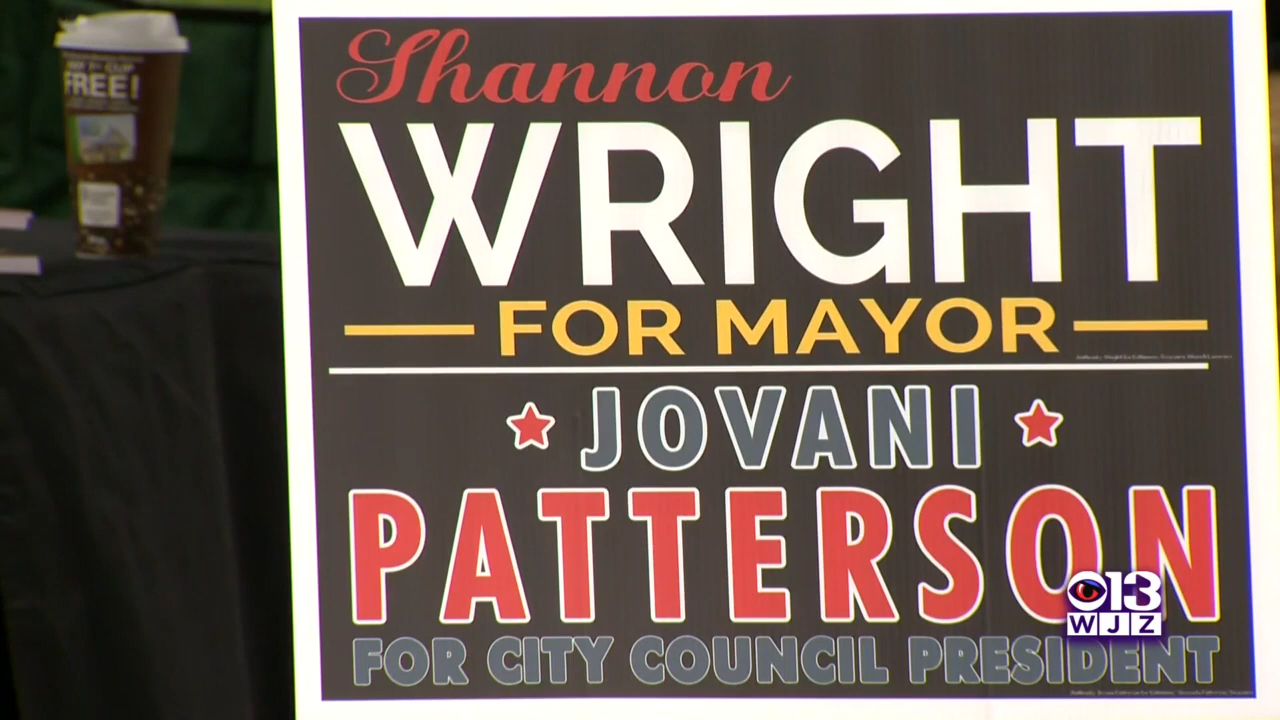 FREE!
Shannon
WRIGHT
FOR MAYOR
JOVANI
PATTERSON
FOR CITY COUNCIL PRESIDENT
13
WJZ